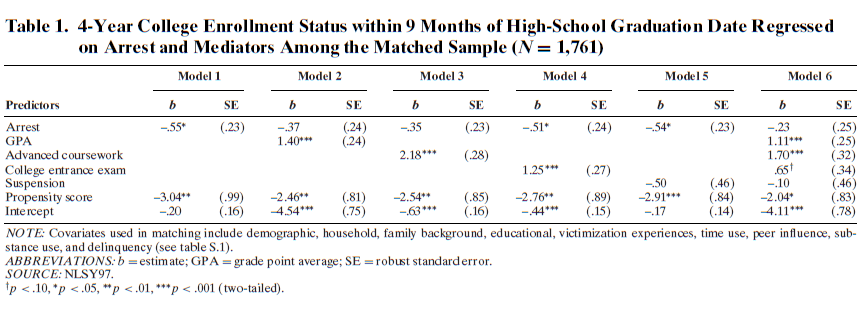 Table 1. 4-Year College Enrollment Status within 9 Months of High-School Graduation Date Regressed
on Arrest and Mediators Among the Matched Sample (N = 1,761)
Model 1 Model 2 Model 3 Model 4 Model 5 Model 6
Predictors b SE b SE b SE b SE b SE b SE
Arrest –.55* (.23) –.37 (.24) –.35 (.23) –.51* (.24) –.54* (.23) –.23 (.25)
GPA 1.40*** (.24) 1.11*** (.25)
Advanced coursework 2.18*** (.28) 1.70*** (.32)
College entrance exam 1.25*** (.27) .65† (.34)
Suspension –.50 (.46) –.10 (.46)
Propensity score –3.04** (.99) –2.46** (.81) –2.54** (.85) –2.76** (.89) –2.91*** (.84) –2.04* (.83)
Intercept –.20 (.16) –4.54*** (.75) –.63*** (.16) –.44*** (.15) –.17 (.14) –4.11*** (.78)
NOTE: Covariates used in matching include demographic, household, family background, educational, victimization experiences, time use, peer influence, sub-
stance use, and delinquency (see table S.1).
ABBREVIATIONS: b = estimate; GPA = grade point average; SE = robust standard error.
SOURCE: NLSY97.
†p < .10, *p < .05, **p < .01, ***p < .001 (two-tailed).